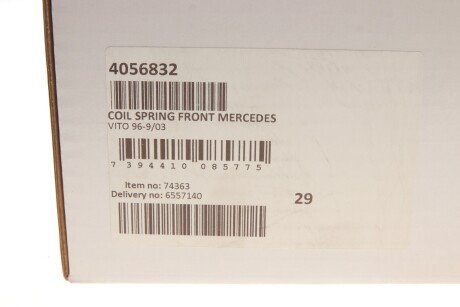 4056832
COIL SPRING FRONT MERCEDES
VITO 96-9/03
7 394410 085775
Item no: 74363
Delivery no: 6557140
29